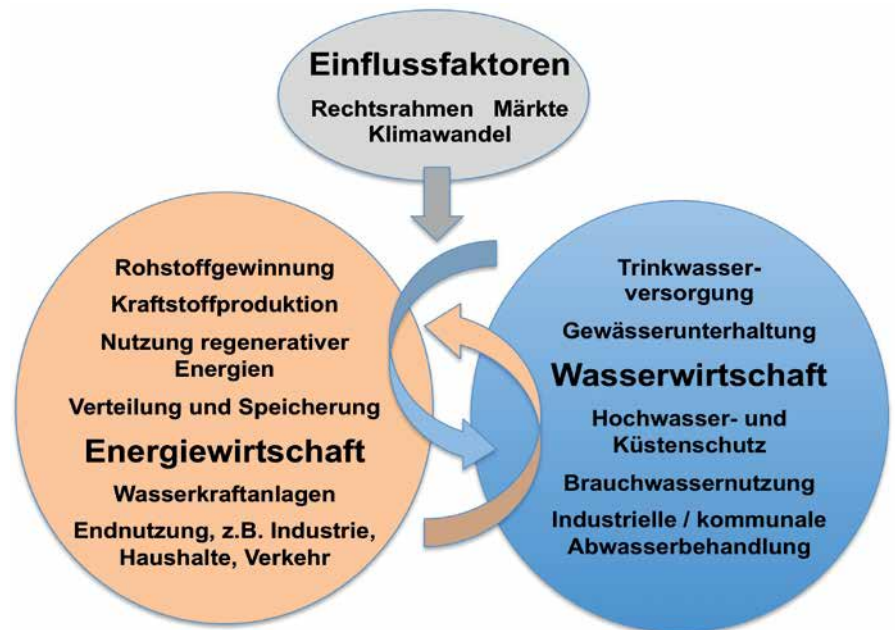 Einflussfaktoren
Rechtsrahmen Märkte
Klimawandel
Rohstoffgewinnung
Kraftstoffproduktion
Nutzung regenerativer
Energien
Verteilung und Speicherung
Energiewirtschaft
Wasserkraftanlagen
Endnutzung, z.B. Industrie,
Haushalte, Verkehr
Trinkwasser-
versorgung
Gewässerunterhaltung
Wasserwirtschaft
Hochwasser- und
Küstenschutz
Brauchwassernutzung
Industrielle / kommunale
Abwasserbehandlung